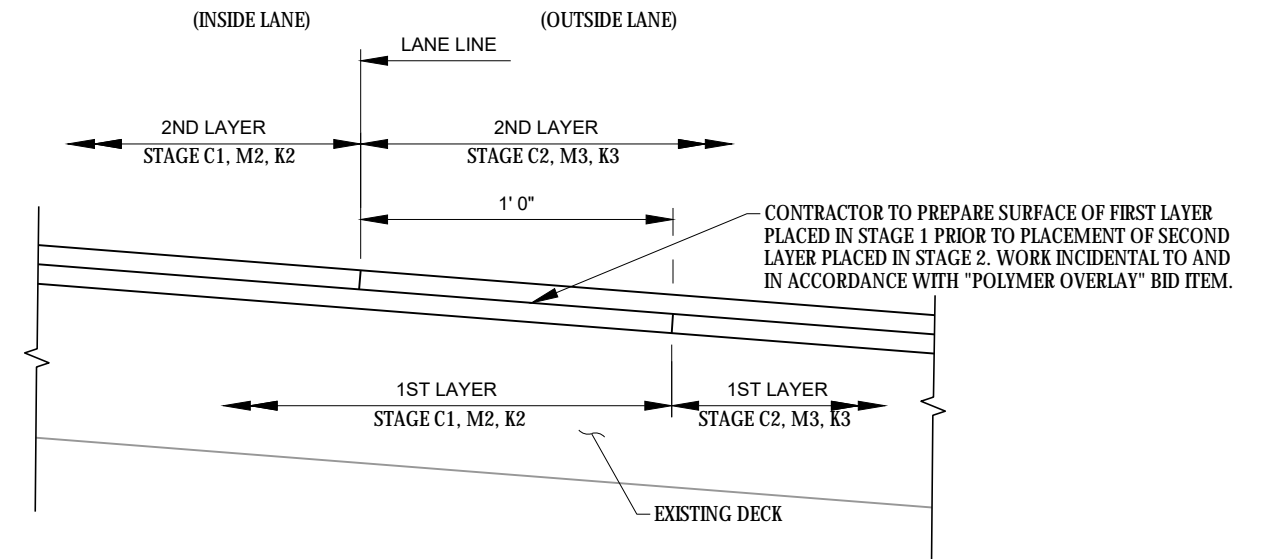 (INSIDE LANE)
(OUTSIDE LANE)
LANE LINE
2ND LAYER
STAGE C1, M2, K2
2ND LAYER
STAGE C2, M3, K3
1' 0"
CONTRACTOR TO PREPARE SURFACE OF FIRST LAYER
PLACED IN STAGE 1 PRIOR TO PLACEMENT OF SECOND
LAYER PLACED IN STAGE 2. WORK INCIDENTAL TO AND
IN ACCORDANCE WITH "POLYMER OVERLAY" BID ITEM.
1ST LAYER
STAGE C1, M2, K2
1ST LAYER
STAGE C2, M3, K3
EXISTING DECK